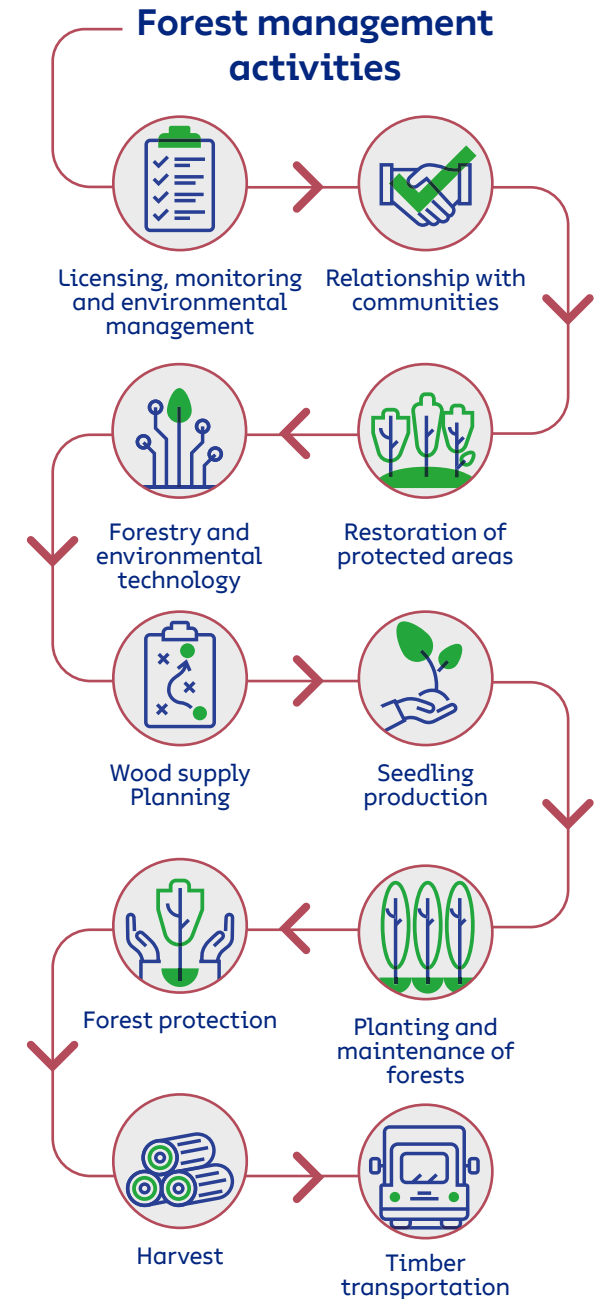 Forest management
activities
Licensing, monitoring
and environmental
management
Relationship with
communities
Restoration of
protected areas
Forestry and
environmental
technology
Wood supply
Planning
Seedling
production
Planting and
maintenance of
forests
Forest protection
Harvest
Timber
transportation